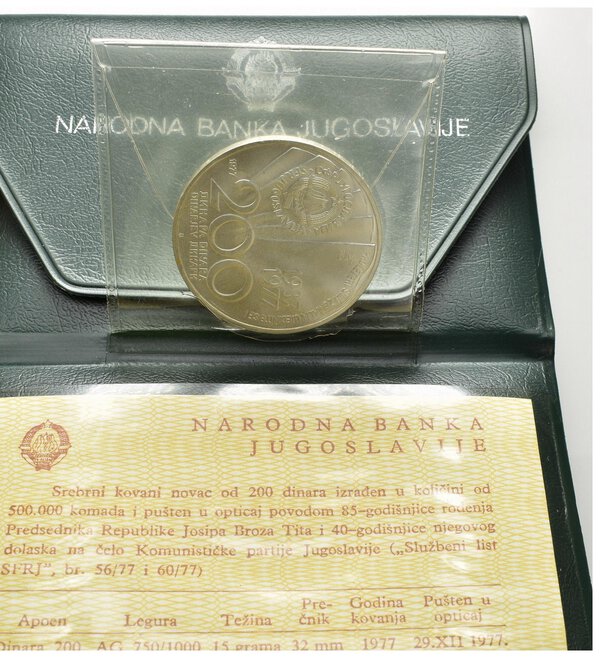 NARODNA BANKA JUGOSLAVIJE
200
1977
NARODNA BANKA
JUGOSLAVIJE
Srebrni kovani novac od 200 dinara izrađen u količini od
500.000 komada i pušten u opticaj povodom 85-godišnjice rođenja
Predsednika Republike Josipa Broza Tita i 40-godišnjice njegovog
dolaska na čelo Komunističke partije Jugoslavije („Službeni list
SFRJ", br. 56/77 i 60/77)
Apoen Legura Težina Pre-
čnik Godina
kovanja Pušten u
opticaj
Dinara 200 AG 750/1000 15 grama 32 mm 1977 29.XII 1977.